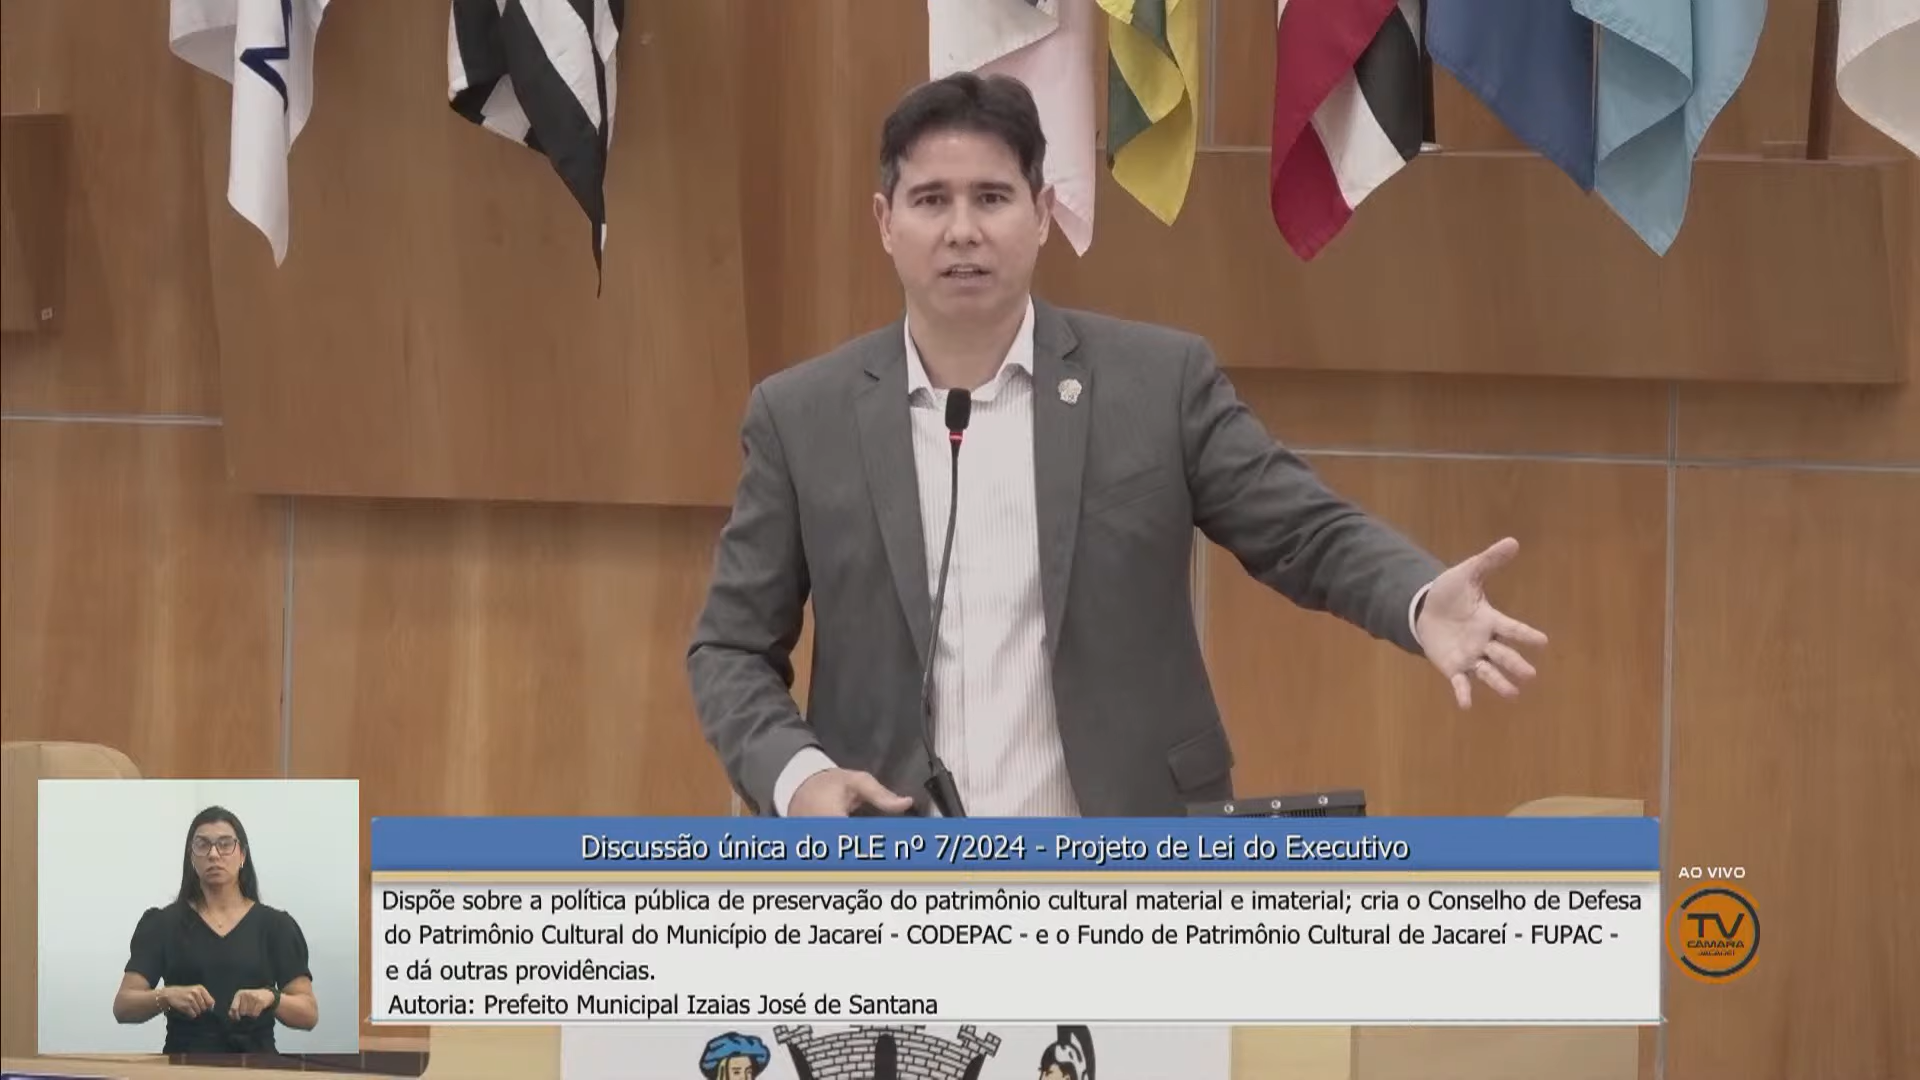 Discussão única do PLE nº 7/2024 - Projeto de Lei do Executivo
Dispõe sobre a política pública de preservação do patrimônio cultural material e imaterial; cria o Conselho de Defesa
do Patrimônio Cultural do Município de Jacareí - CODEPAC - e o Fundo de Patrimônio Cultural de Jacareí - FUPAC -
e dá outras providências.
Autoria: Prefeito Municipal Izaias José de Santana
AO VIVO
TV
CÂMARA
JACAREÍ